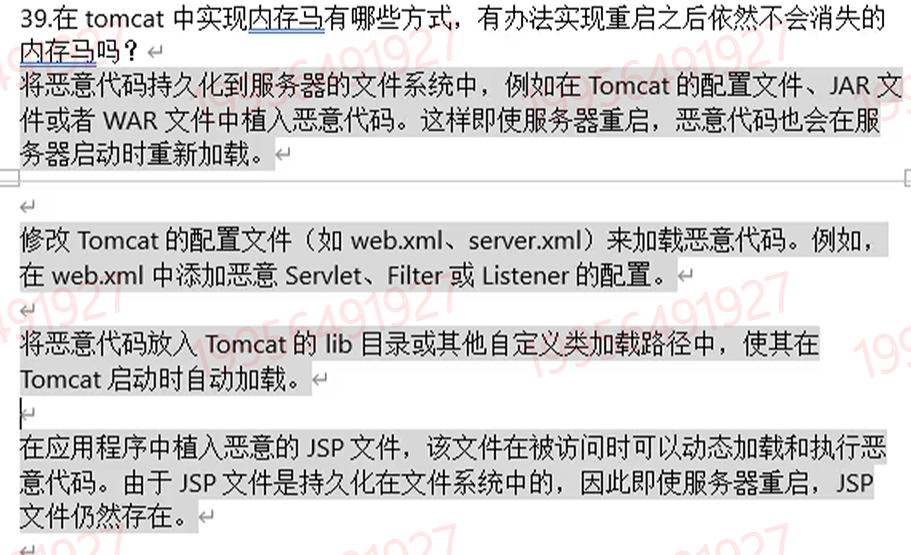 39.在 tomcat 中实现内存马有哪些方式，有办法实现重启之后依然不会消失的
内存马吗？
将恶意代码持久化到服务器的文件系统中，例如在 Tomcat 的配置文件、JAR 文
件或者 WAR 文件中植入恶意代码。这样即使服务器重启，恶意代码也会在服
务器启动时重新加载。
修改 Tomcat 的配置文件（如 web.xml、server.xml）来加载恶意代码。例如，
在 web.xml 中添加恶意 Servlet、Filter 或 Listener 的配置。
将恶意代码放入 Tomcat 的 lib 目录或其他自定义类加载路径中，使其在
Tomcat 启动时自动加载。
在应用程序中植入恶意的 JSP 文件，该文件在被访问时可以动态加载和执行恶
意代码。由于 JSP 文件是持久化在文件系统中的，因此即使服务器重启，JSP
文件仍然存在。
19956491927